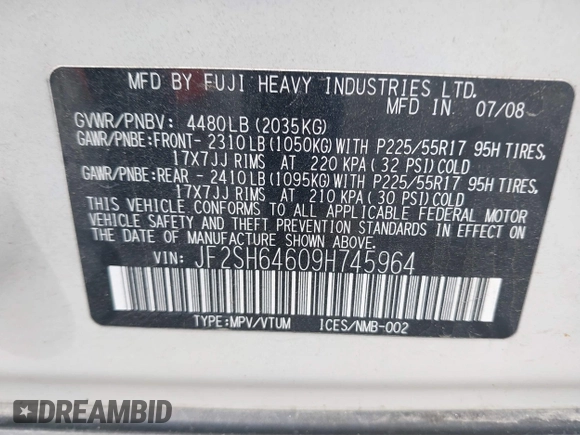 MFD BY FUJI HEAVY INDUSTRIES LTD.
MFD IN 07/08
GVWR/PNBV: 4480LB (2035KG)
GAWR/PNBE:FRONT- 2310LB (1050KG)WITH P225/55R17 95H TIRES,
17X7JJ RIMS AT 220 KPA( 32 PSI)COLD
GAWR/PNBE:REAR - 2410LB (1095KG)WITH P225/55R17 95H TIRES,
17X7JJ RIMS AT 210 KPA( 30 PSI)COLD
THIS VEHICLE CONFORMS TO ALL APPLICABLE FEDERAL MOTOR
VEHICLE SAFETY AND THEFT PREVENTION STANDARDS IN EFFECT
ON THE DATE OF MANUFACTURE SHOWN ABOVE.
VIN: JF2SH64609H745964
TYPE:MPV/VTUM ICES/NMB-002
DREAMBID